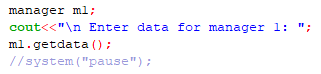 manager m1;
cout<<"\n Enter data for manager 1: ";
m1.getdata();
//system("pause");